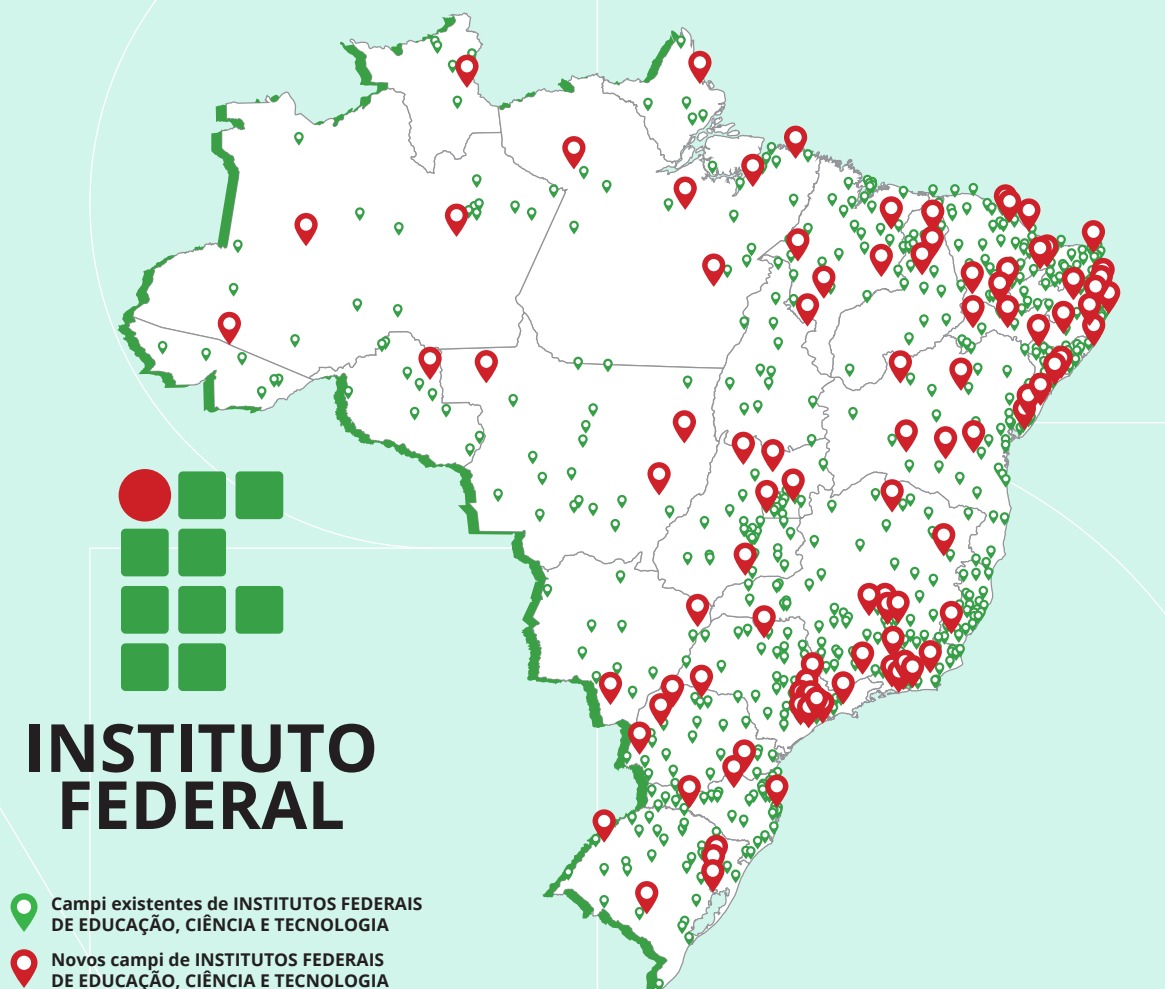 INSTITUTO
FEDERAL
Campi existentes de INSTITUTOS FEDERAIS
DE EDUCAÇÃO, CIÊNCIA E TECNOLOGIA
Novos campi de INSTITUTOS FEDERAIS
DE EDUCAÇÃO, CIÊNCIA E TECNOLOGIA